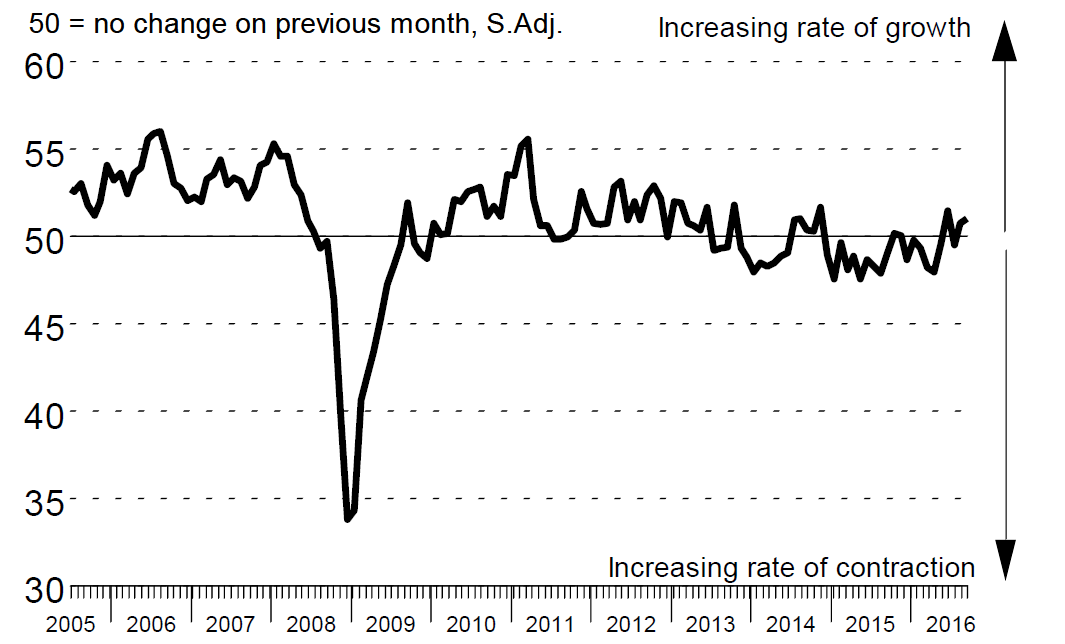 50 = no change on previous month, S.Adj.
Increasing rate of growth
60
55
50
45
40
35
30
Increasing rate of contraction
2005 2006 2007 2008 2009 2010 2011 2012 2013 2014 2015 2016